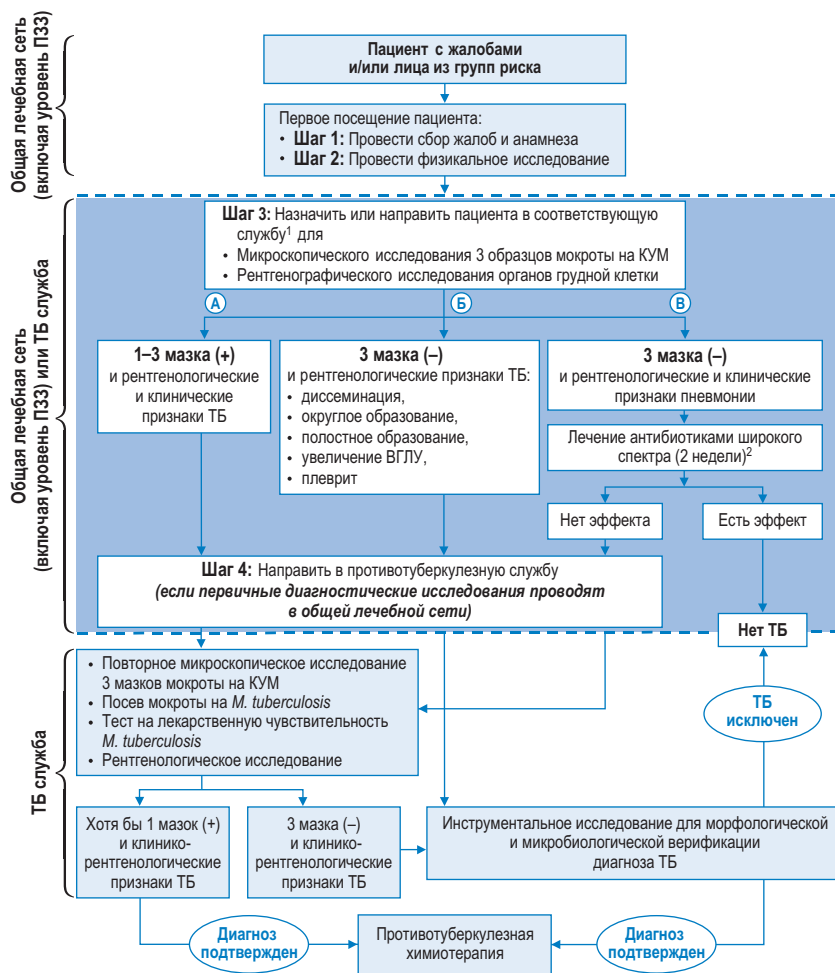 Общая лечебная сеть
(включая уровень ПЗЗ)
Пациент с жалобами
и/или лица из групп риска
Первое посещение пациента:
• Шаг 1: Провести сбор жалоб и анамнеза
• Шаг 2: Провести физикальное исследование
Общая лечебная сеть
(включая уровень ПЗЗ) или ТБ служба
Шаг 3: Назначить или направить пациента в соответствующую
службу1 для
• Микроскопического исследования 3 образцов мокроты на КУМ
• Рентгенографического исследования органов грудной клетки
А
Б
В
1–3 мазка (+)
и рентгенологические
и клинические
признаки ТБ
3 мазка (–)
и рентгенологические признаки ТБ:
• диссеминация,
• округлое образование,
• полостное образование,
• увеличение ВГЛУ,
• плеврит
3 мазка (–)
и рентгенологические и клинические
признаки пневмонии
Лечение антибиотиками широкого
спектра (2 недели)2
Нет эффекта
Есть эффект
Шаг 4: Направить в противотуберкулезную службу
(если первичные диагностические исследования проводят
в общей лечебной сети)
Нет ТБ
ТБ служба
• Повторное микроскопическое исследование
3 мазков мокроты на КУМ
• Посев мокроты на M. tuberculosis
• Тест на лекарственную чувствительность
M. tuberculosis
• Рентгенологическое исследование
ТБ
исключен
Хотя бы 1 мазок (+)
и клинико-
рентгенологические
признаки ТБ
3 мазка (–)
и клинико-
рентгенологические
признаки ТБ
Инструментальное исследование для морфологической
и микробиологической верификации
диагноза ТБ
Диагноз
подтвержден
Противотуберкулезная
химиотерапия
Диагноз
подтвержден